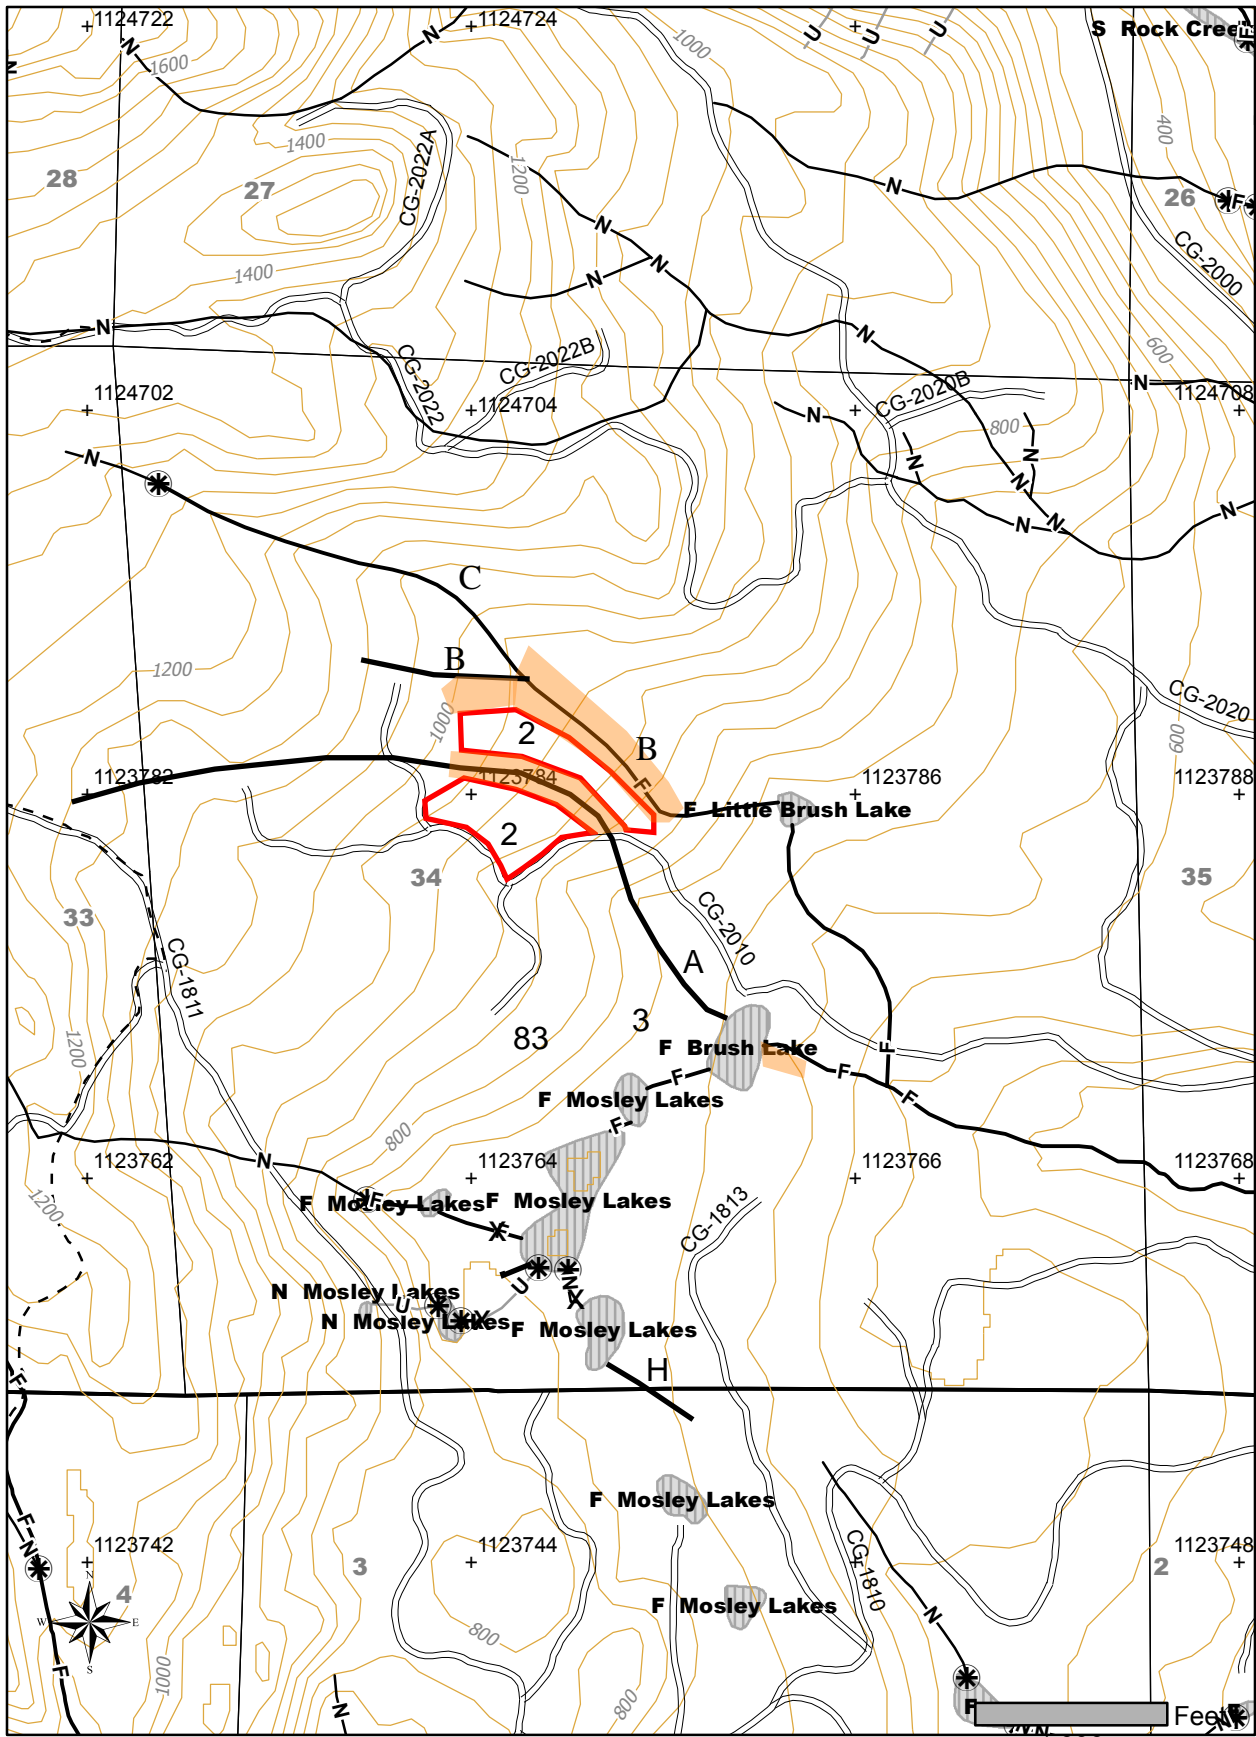 1124722
1124724
S Rock Cree
N
N
N
U
U
U
F
1000
1600
1400
CG-2022A
1200
400
28
27
N
26
F
N
N
N
CG-2000
1400
N
N
CG-2022B
600
CG-2022
CG-2020B
N
1124702
1124704
1124708
N
800
N
N
N
N
N
N
N
C
B
1200
CG-2020
1000
2
B
600
1123782
1123784
1123786
1123788
F
F Little Brush Lake
2
34
35
33
CG-2010
CG-1811
A
3
83
1200
F Brush Lake
F
F
F
F
F Mosley Lakes
F
800
N
1123762
1123764
1123766
1123768
1200
F
F Mosley Lakes
F Mosley Lakes
CG-1813
X
N
N Mosley Lakes
U
U
X
N Mosley Lakes
X
F Mosley Lakes
H
F
F Mosley Lakes
F
N
1123742
1123744
1123748
CG-1810
3
2
4
N
W
E
S
F Mosley Lakes
N
800
F
1000
800
N
F
Feet
N
N